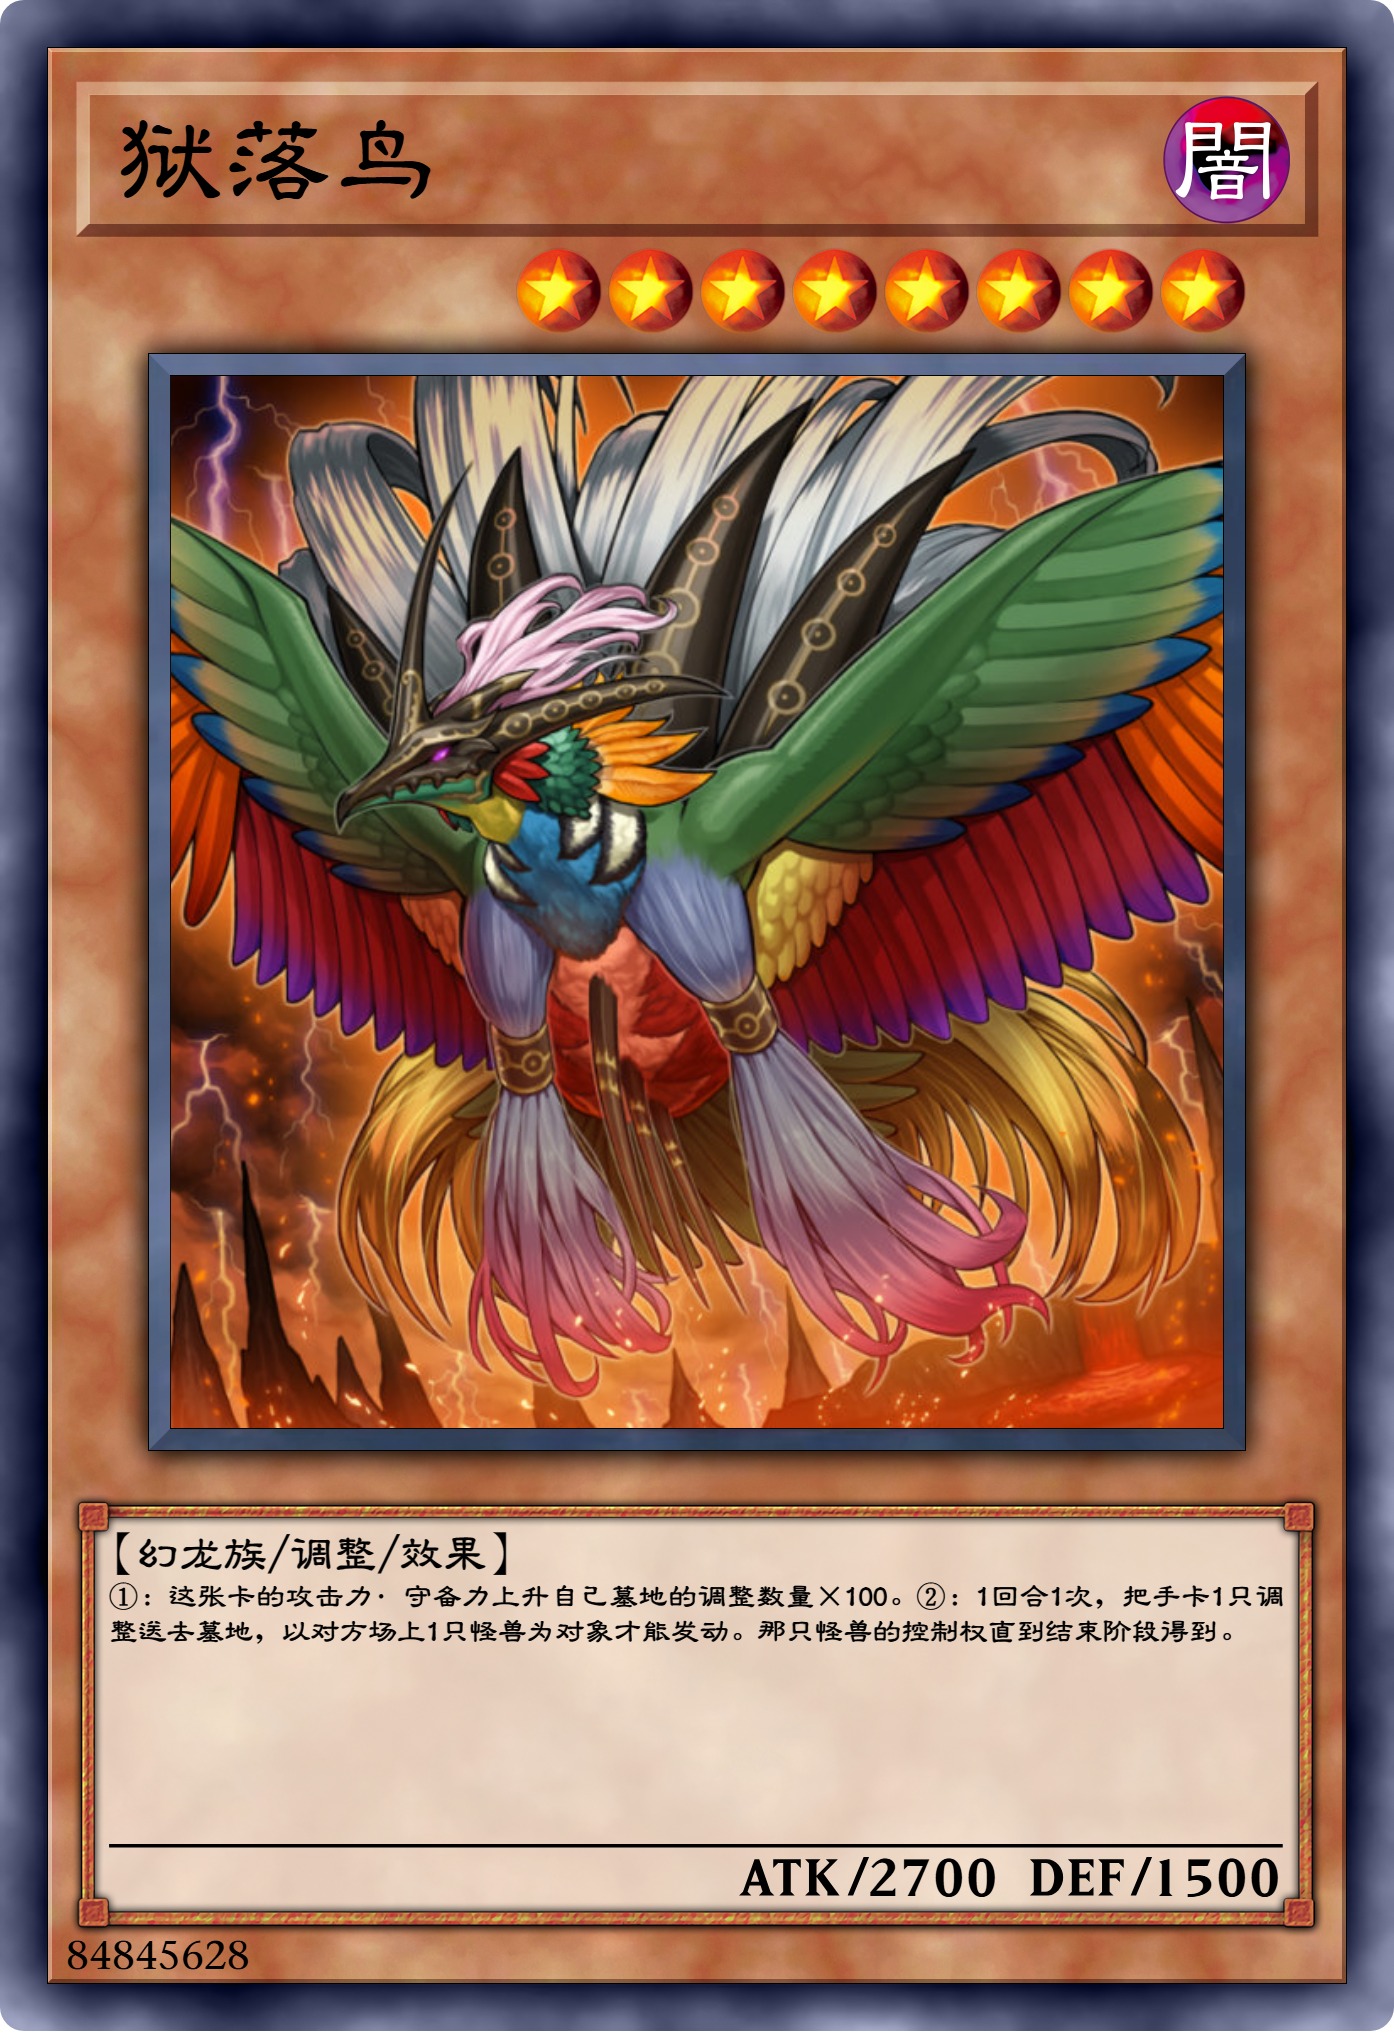 狱落鸟
闇
【幻龙族/调整/效果】
①：这张卡的攻击力·守备力上升自己墓地的调整数量×100。②：1回合1次，把手卡1只调
整送去墓地，以对方场上1只怪兽为对象才能发动。那只怪兽的控制权直到结束阶段得到。
ATK/2700 DEF/1500
84845628